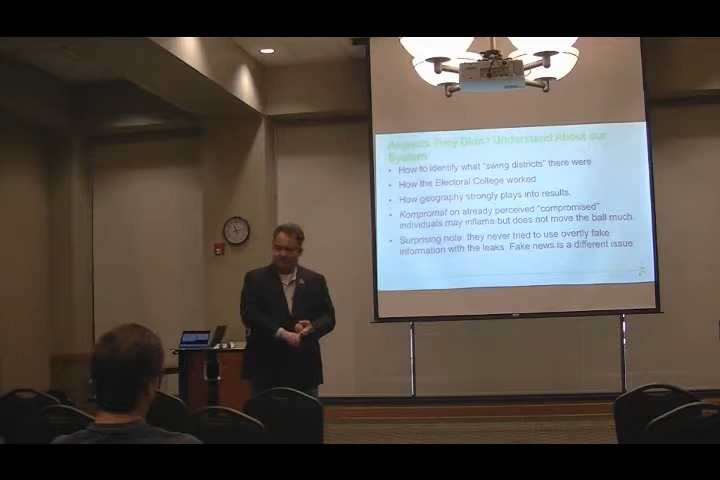 Aspects They Didn't Understand About our
System
• How to identify what "swing districts" there were
• How the Electoral College worked
• How geography strongly plays into results.
• Kompromat on already perceived "compromised"
individuals may inflame but does not move the ball much.
• Surprising note they never tried to use overtly fake
information with the leaks. Fake news is a different issue